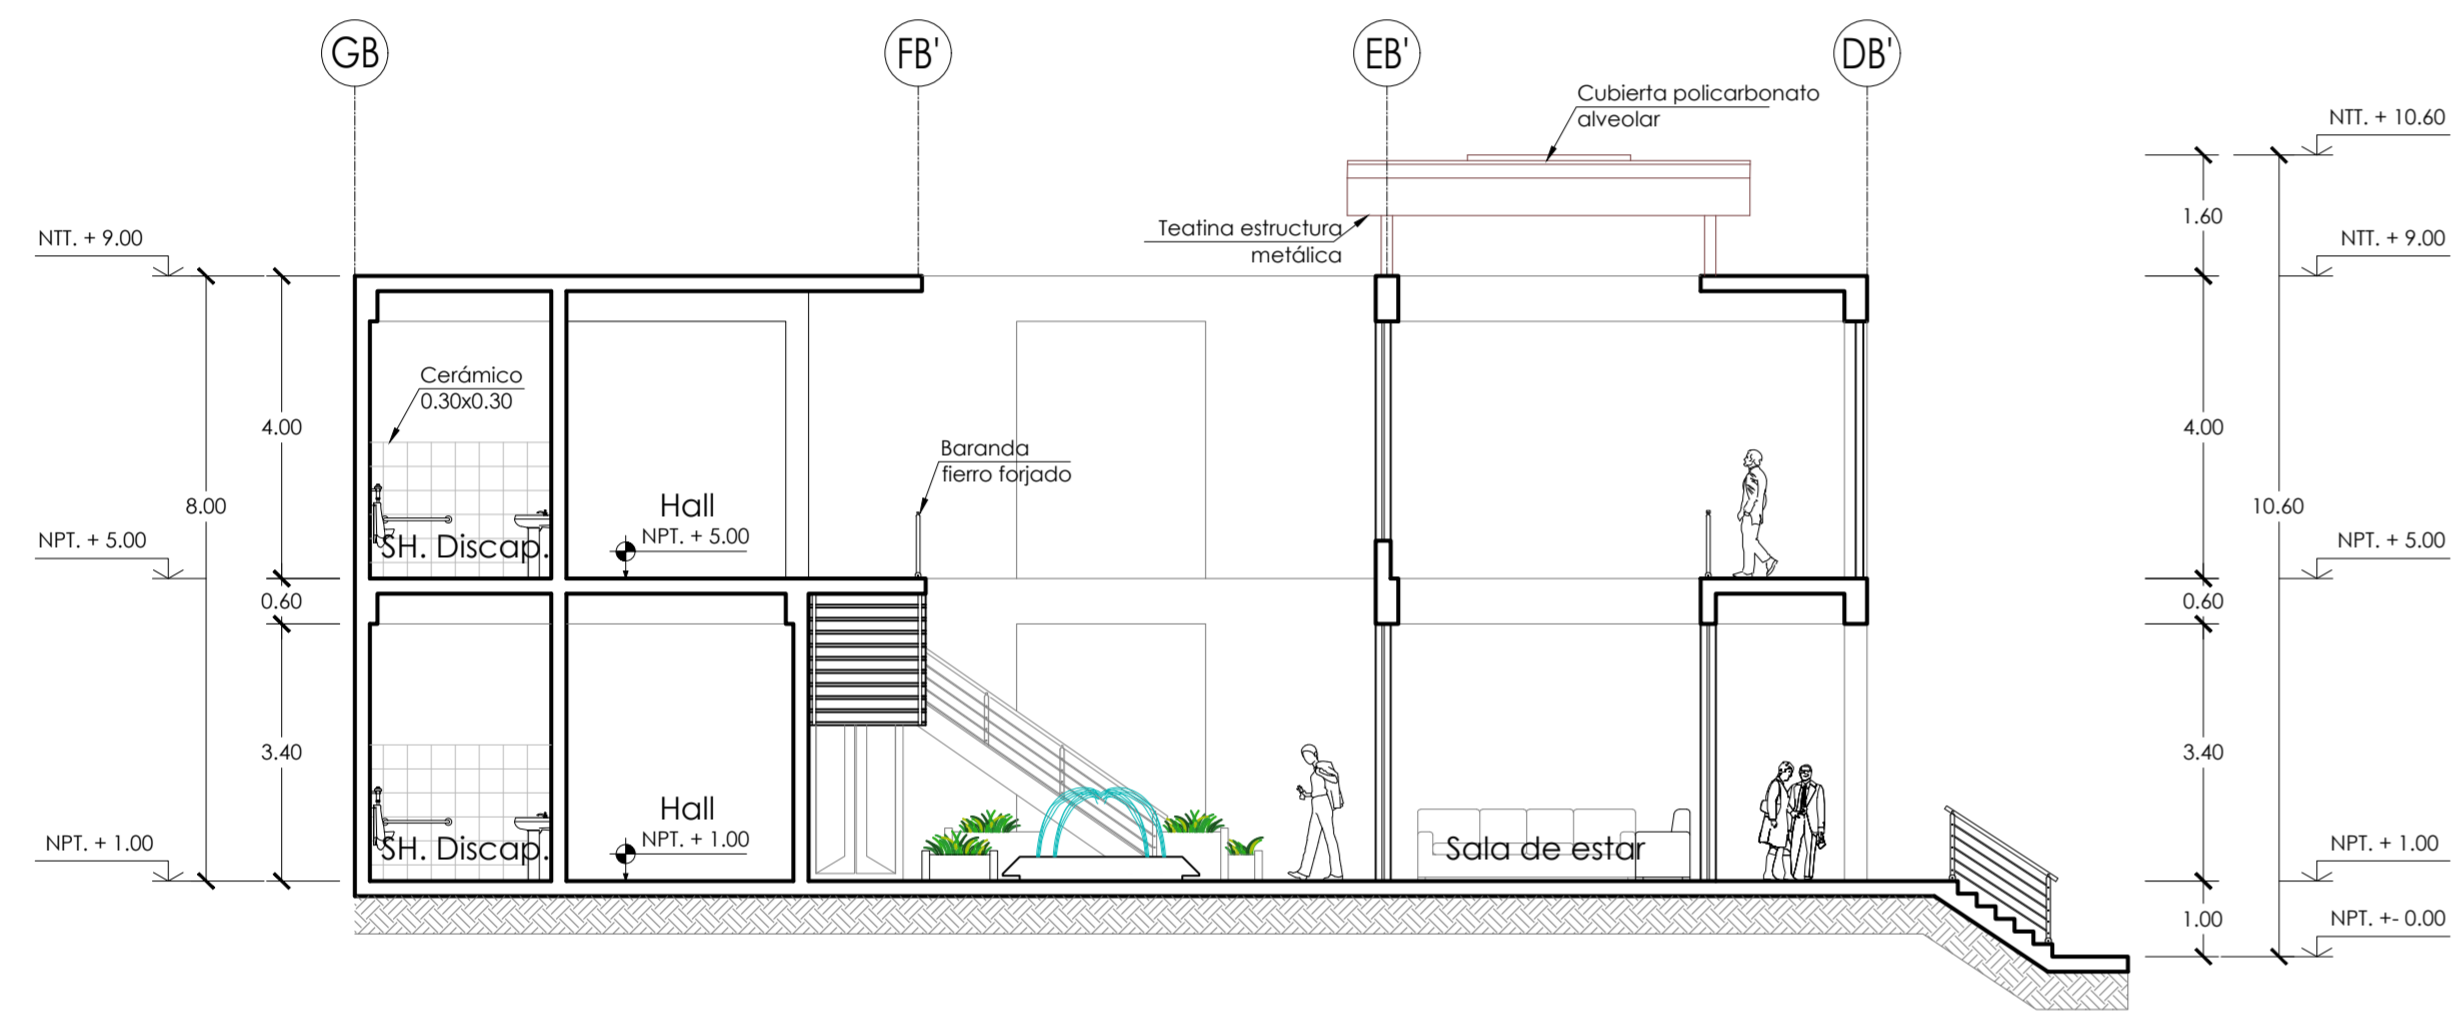 GB
FB'
EB'
DB'
Cubierta policarbonato
alveolar
NTT. + 10.60
Teatina estructura
metálica
1.60
NTT. + 9.00
NTT. + 9.00
Cerámico
0.30x0.30
4.00
4.00
Baranda
fierro forjado
8.00
Hall
NPT. + 5.00
10.60
NPT. + 5.00
SH. Discap.
NPT. + 5.00
0.60
0.60
3.40
3.40
Hall
NPT. + 1.00
NPT. + 1.00
SH. Discap.
Sala de estar
NPT. + 1.00
1.00
NPT. +- 0.00